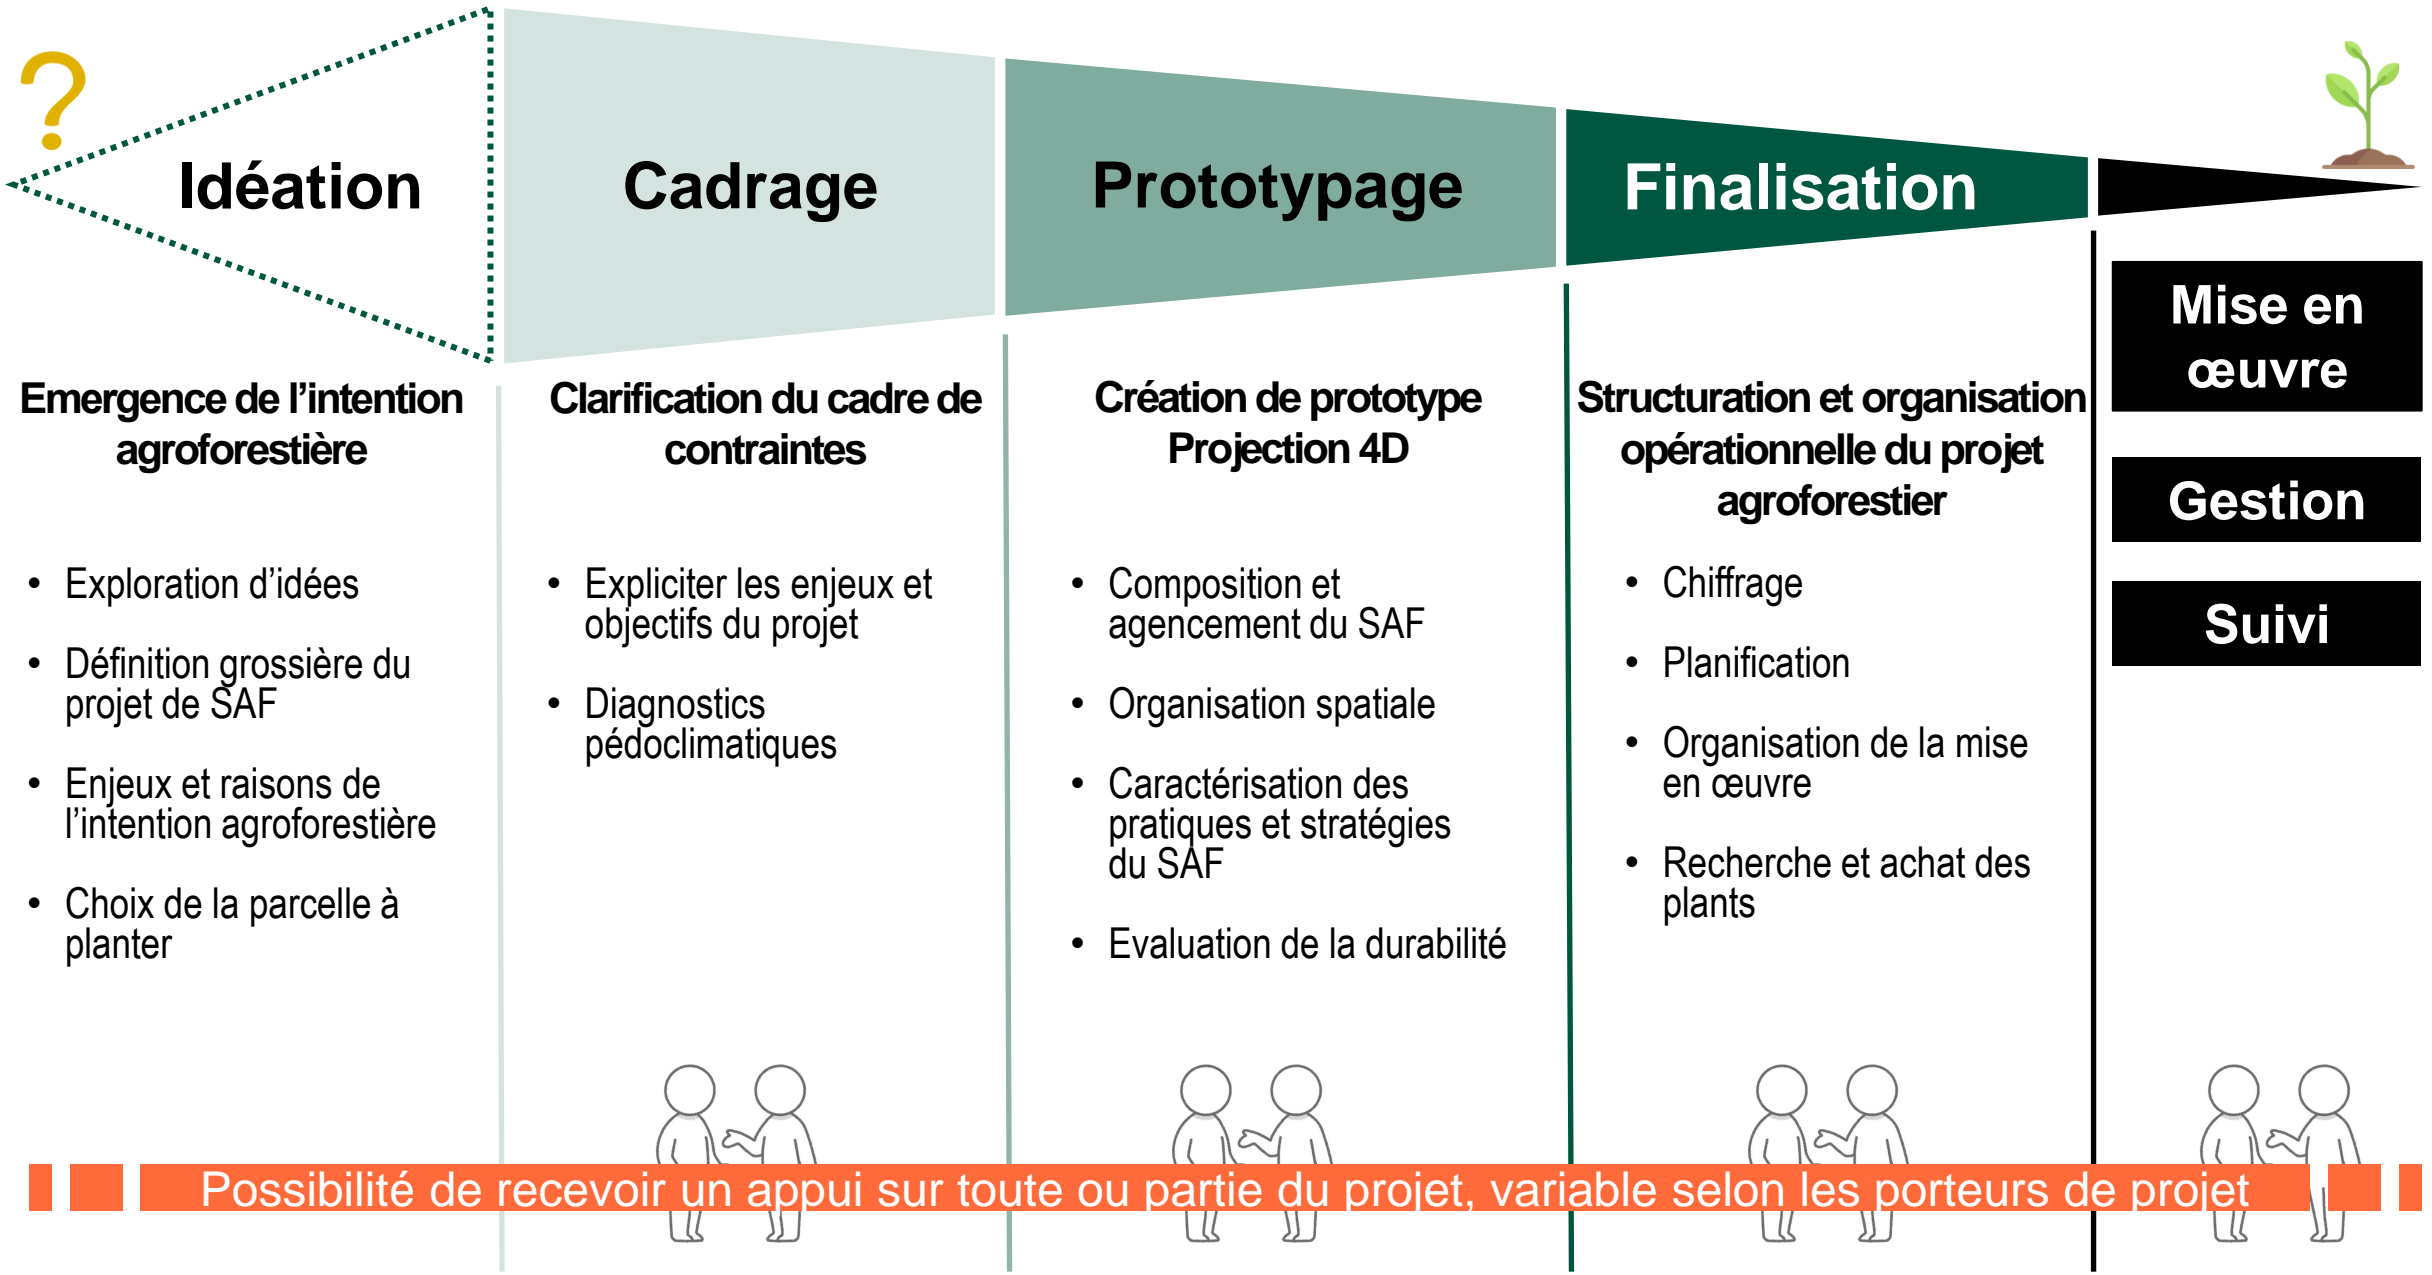 ?
Idéation
Cadrage
Prototypage
Finalisation
Emergence de l'intention
agroforestière
• Exploration d'idées
• Définition grossière du
projet de SAF
• Enjeux et raisons de
l'intention agroforestière
• Choix de la parcelle à
planter
Clarification du cadre de
contraintes
• Expliciter les enjeux et
objectifs du projet
• Diagnostics
pédoclimatiques
Création de prototype
Projection 4D
• Composition et
agencement du SAF
• Organisation spatiale
• Caractérisation des
pratiques et stratégies
du SAF
• Evaluation de la durabilité
Structuration et organisation
opérationnelle du projet
agroforestier
• Chiffrage
• Planification
• Organisation de la mise
en œuvre
• Recherche et achat des
plants
Mise en
œuvre
Gestion
Suivi
Possibilité de recevoir un appui sur toute ou partie du projet, variable selon les porteurs de projet